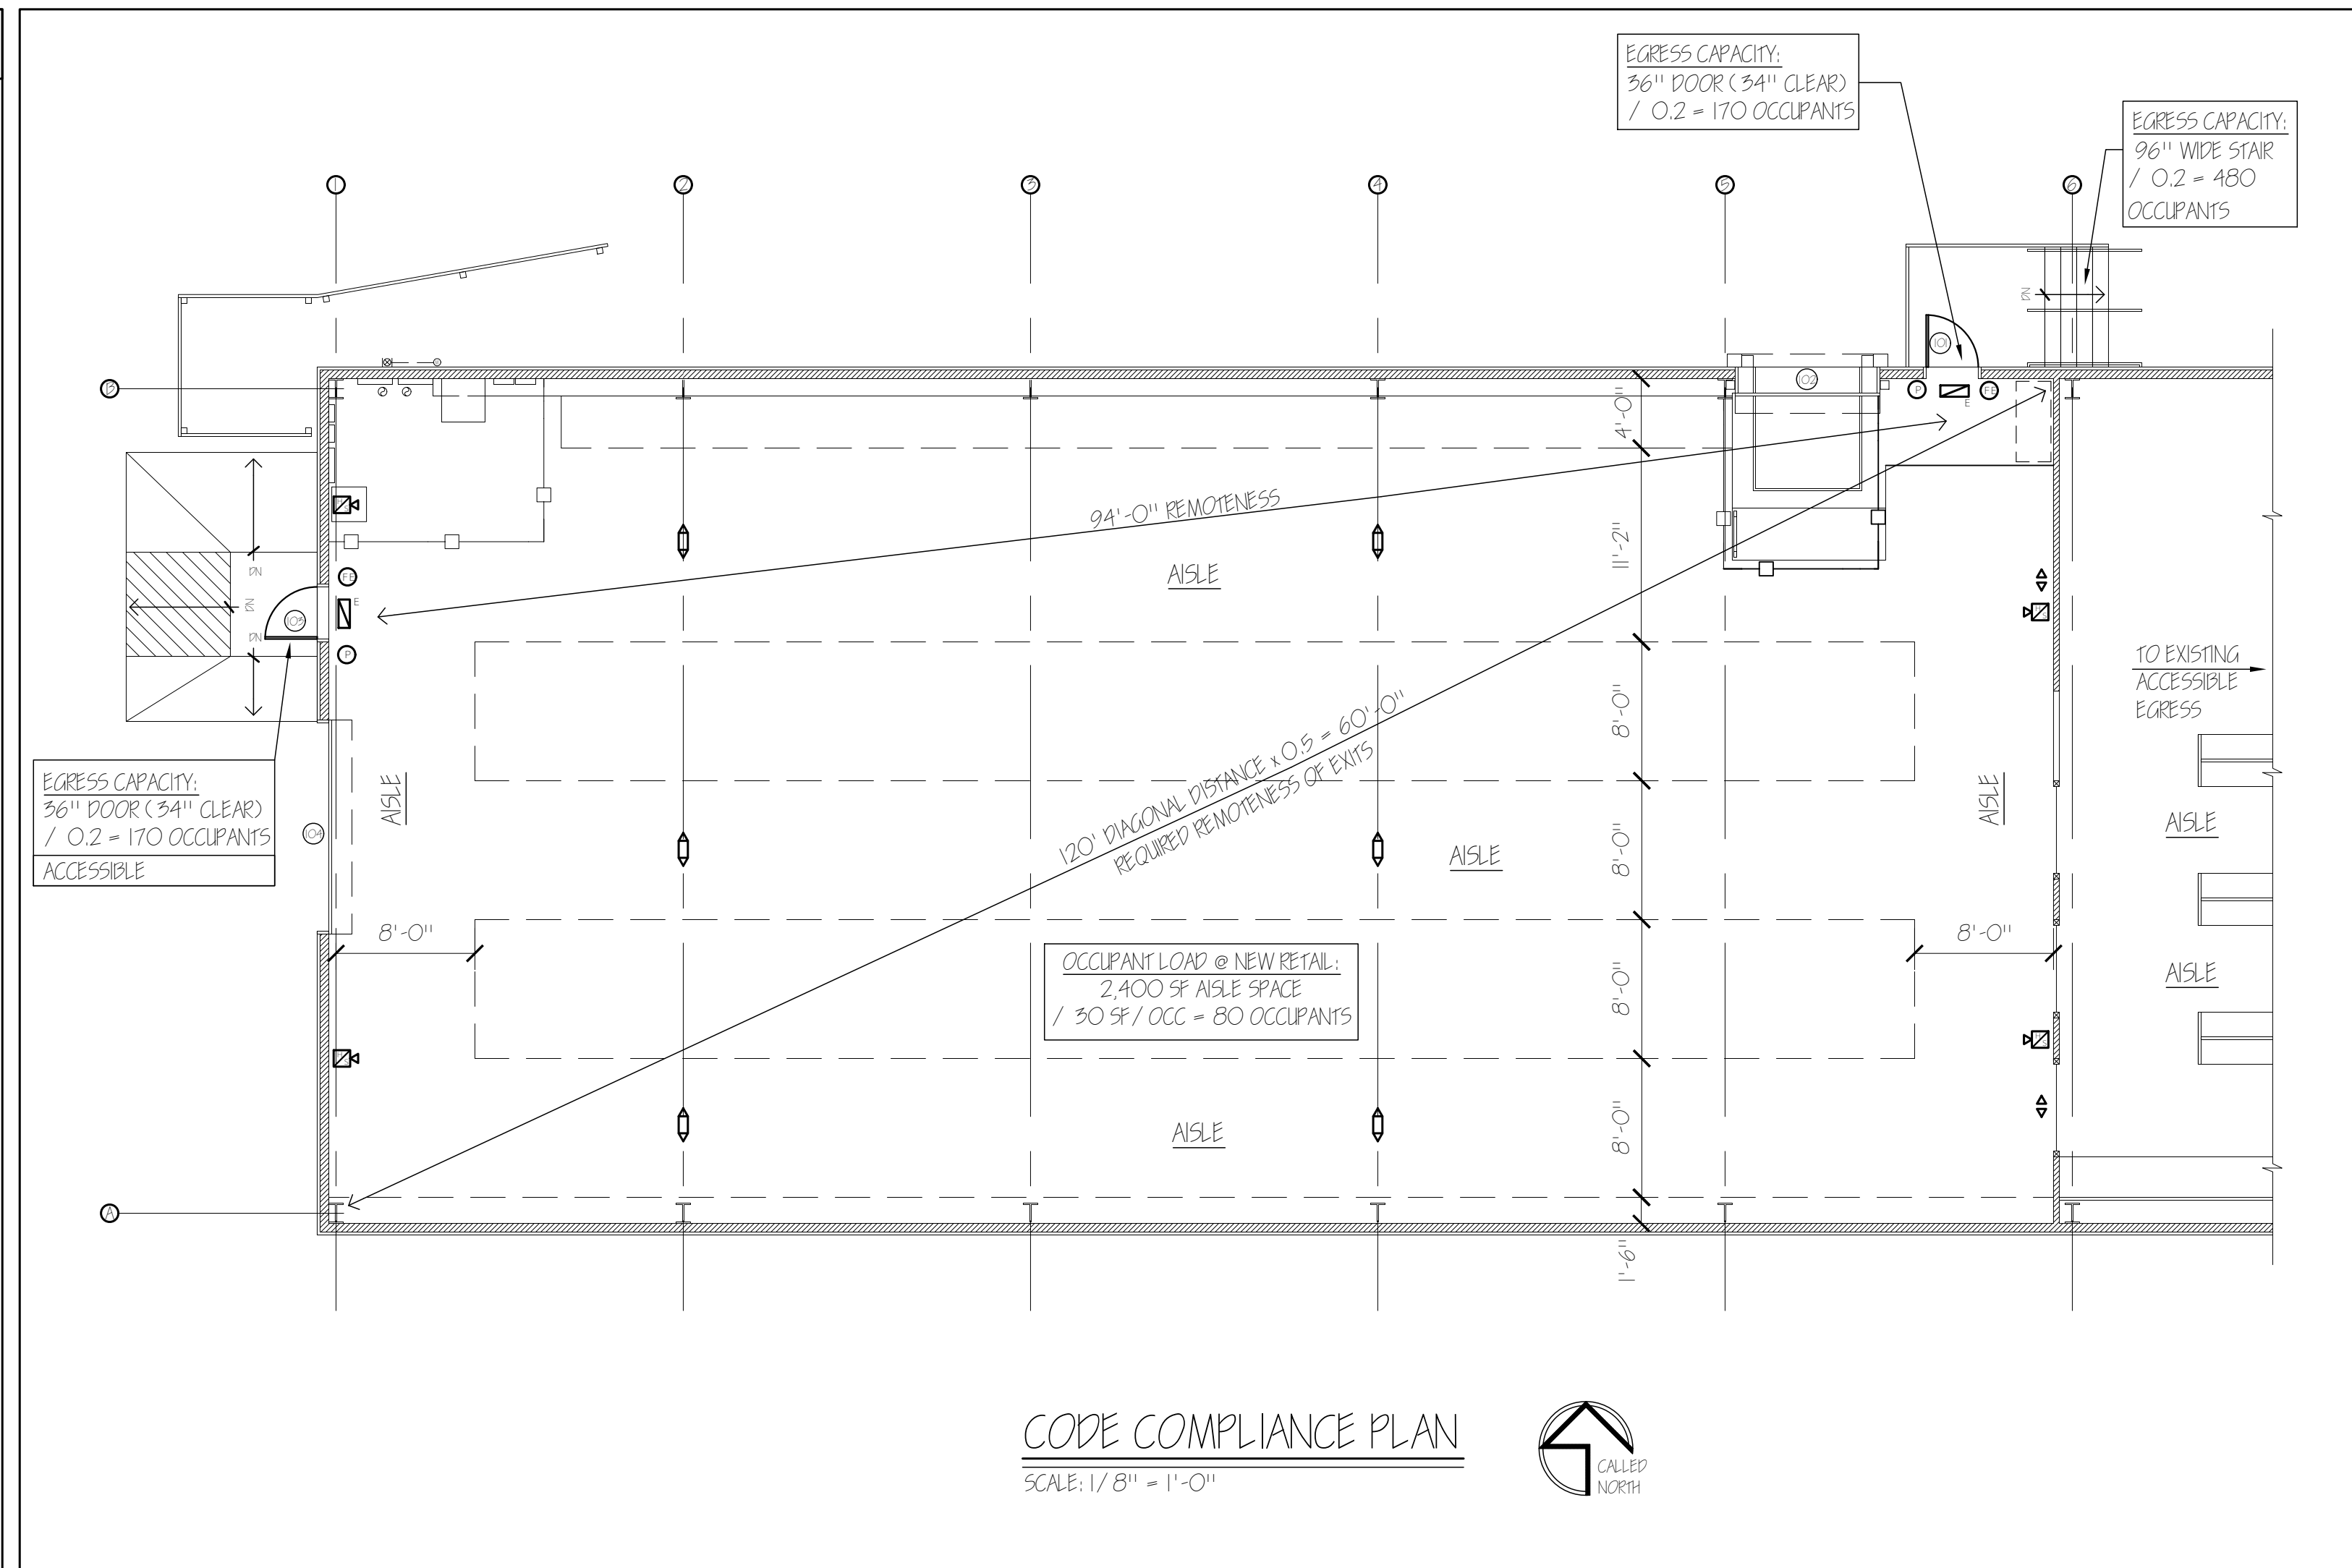 EGRESS CAPACITY:
36" DOOR (34" CLEAR)
/ 0.2 = 170 OCCUPANTS
EGRESS CAPACITY:
96" WIDE STAIR
/ 0.2 = 480
OCCUPANTS
1
2
3
4
5
6
DN
101
B
102
P
FE
E
4'-0"
94'-0" REMOTENESS
11'-2"
AISLE
DN
DN
DN
103
FE
E
P
TO EXISTING
ACCESSIBLE
EGRESS
8'-0"
120' DIAGONAL DISTANCE x 0.5 = 60'-0"
REQUIRED REMOTENESS OF EXITS
EGRESS CAPACITY:
36" DOOR (34" CLEAR)
/ 0.2 = 170 OCCUPANTS
ACCESSIBLE
104
AISLE
AISLE
8'-0"
AISLE
AISLE
8'-0"
8'-0"
OCCUPANT LOAD @ NEW RETAIL:
2,400 SF AISLE SPACE
/ 30 SF/ OCC = 80 OCCUPANTS
8'-0"
AISLE
AISLE
8'-0"
A
1'-6"
CODE COMPLIANCE PLAN
SCALE: 1/8" = 1'-0"
CALLED
NORTH